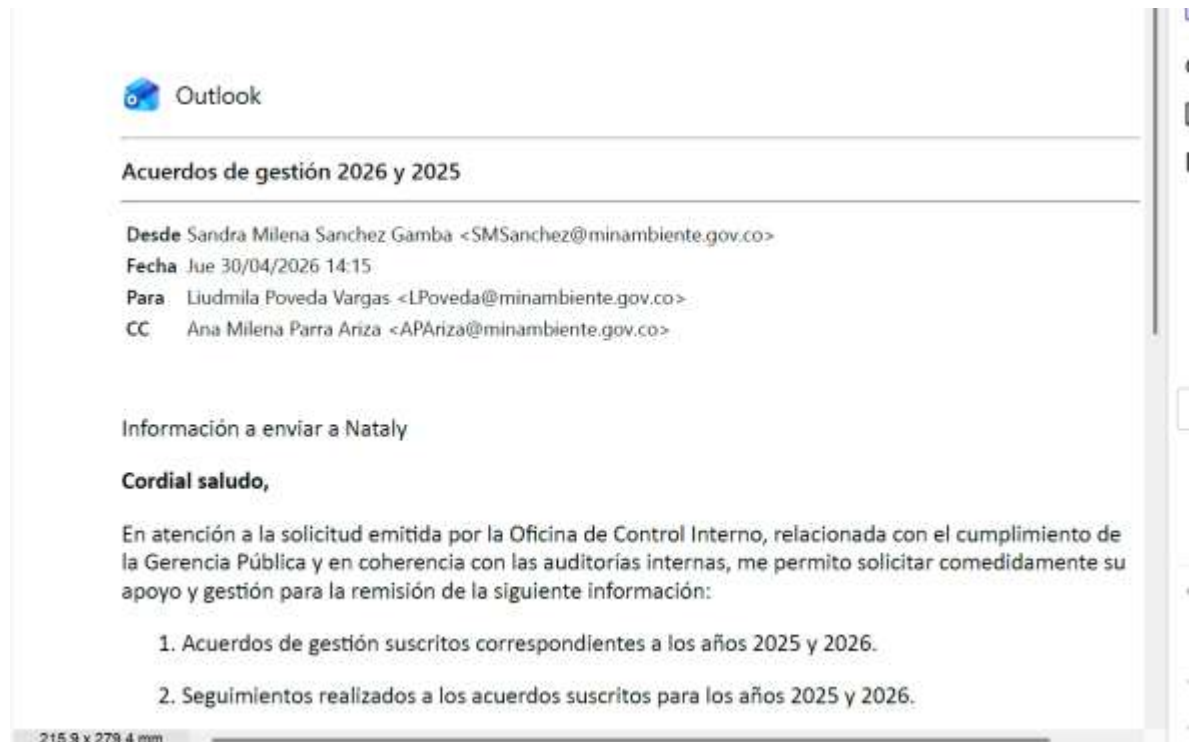 Outlook
Acuerdos de gestión 2026 y 2025
Desde Sandra Milena Sanchez Gamba <SMSanchez@minambiente.gov.co>
Fecha Jue 30/04/2026 14:15
Para Liudmila Poveda Vargas <LPoveda@minambiente.gov.co>
CC Ana Milena Parra Ariza <APAriza@minambiente.gov.co>
Información a enviar a Nataly
Cordial saludo,
En atención a la solicitud emitida por la Oficina de Control Interno, relacionada con el cumplimiento de
la Gerencia Pública y en coherencia con las auditorías internas, me permito solicitar comedidamente su
apoyo y gestión para la remisión de la siguiente información:
1. Acuerdos de gestión suscritos correspondientes a los años 2025 y 2026.
2. Seguimientos realizados a los acuerdos suscritos para los años 2025 y 2026.
215,9 x 279,4 mm